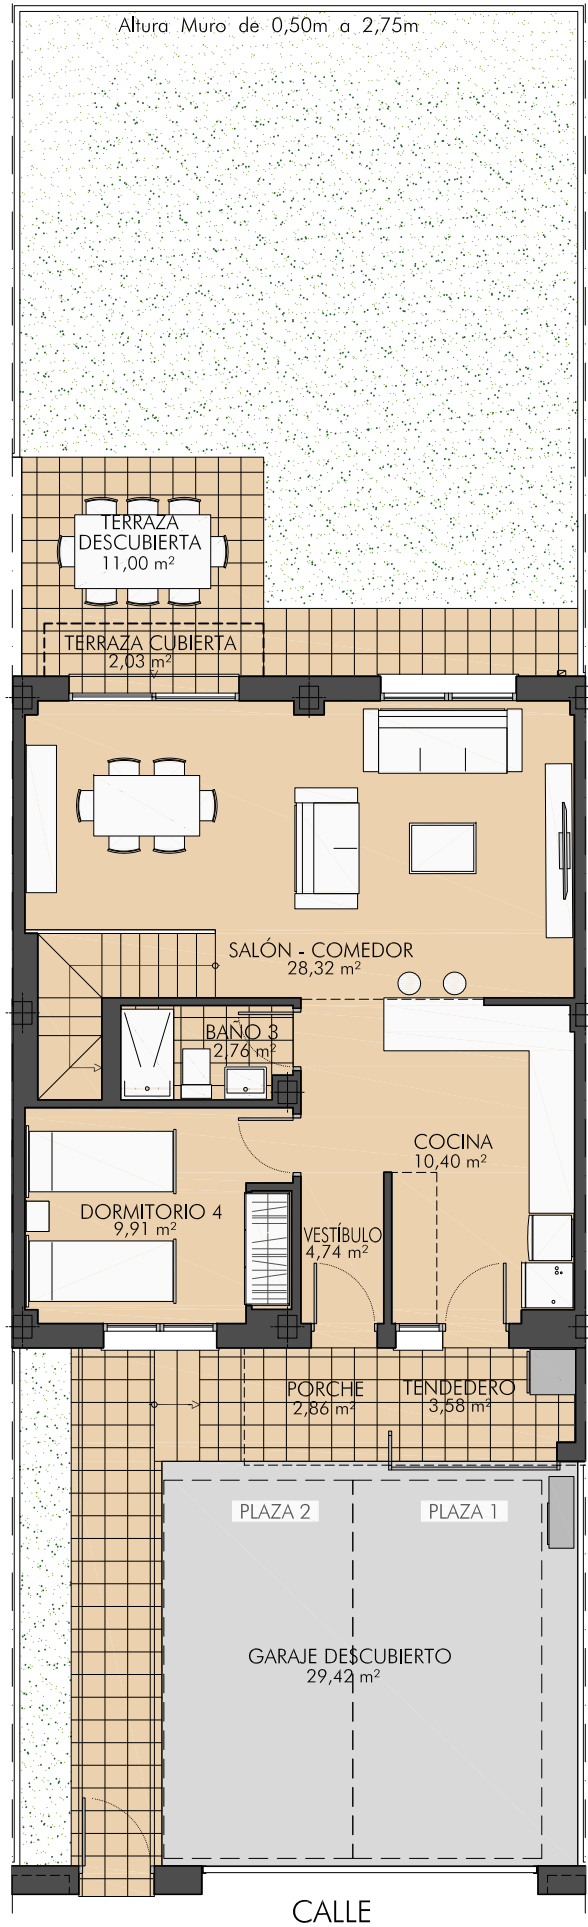 Altura Muro de 0,50m a 2,75m
TERRAZA
DESCUBIERTA
11,00 m²
TERRAZA CUBIERTA
2,03 m²
SALÓN - COMEDOR
28,32 m²
BAÑO 3
2,76 m²
COCINA
10,40 m²
DORMITORIO 4
9,91 m²
VESTÍBULO
4,74 m²
PORCHE
2,86 m²
TENDEDERO
3,58 m²
PLAZA 2
PLAZA 1
GARAJE DESCUBIERTO
29,42 m²
CALLE